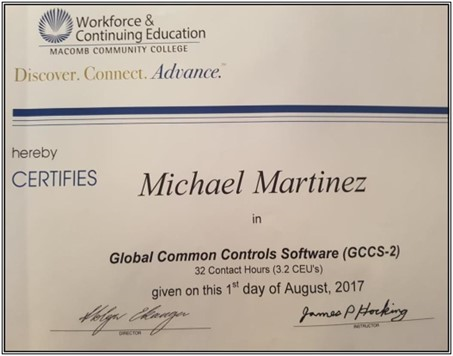 Workforce &
Continuing Education
MACOMB COMMUNITY COLLEGE
Discover. Connect. Advance.™
hereby
CERTIFIES
Michael Martinez
in
Global Common Controls Software (GCCS-2)
32 Contact Hours (3.2 CEU's)
given on this 1st day of August, 2017
James P Hocking
DIRECTOR
INSTRUCTOR